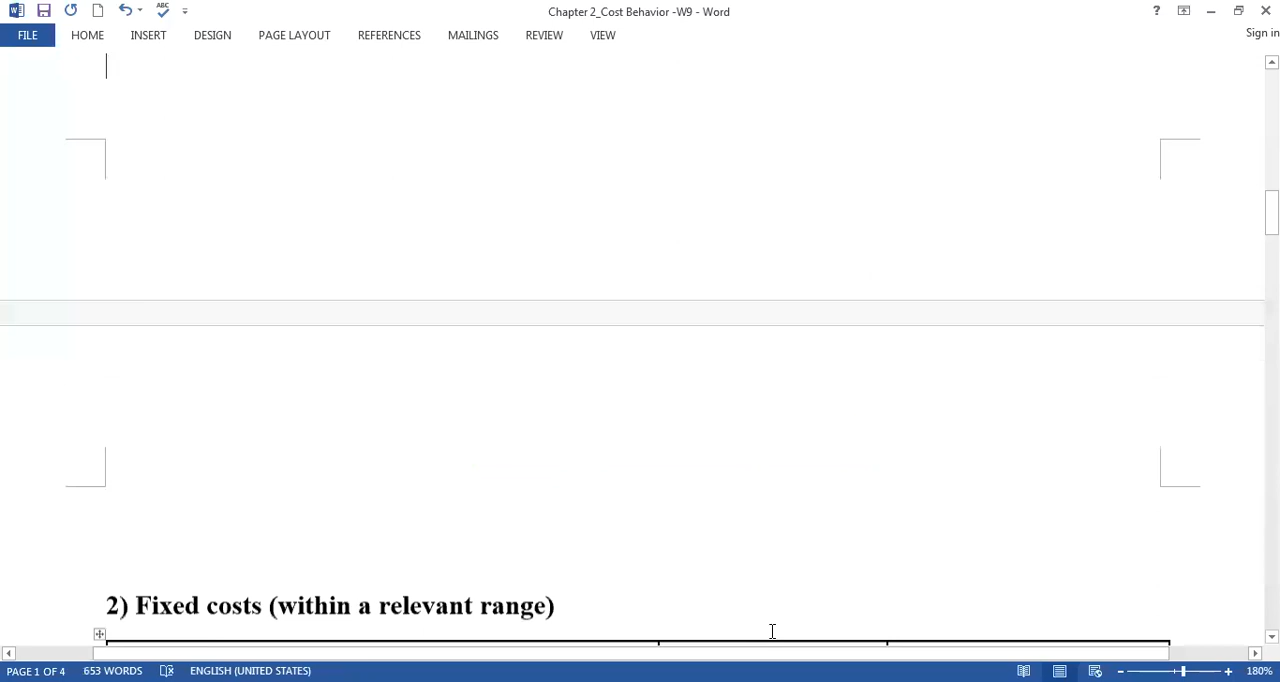 Chapter 2_Cost Behavior -W9 - Word
?
FILE HOME INSERT DESIGN PAGE LAYOUT REFERENCES MAILINGS REVIEW VIEW Sign in
2) Fixed costs (within a relevant range)
PAGE 1 OF 4 653 WORDS ENGLISH (UNITED STATES) 180%